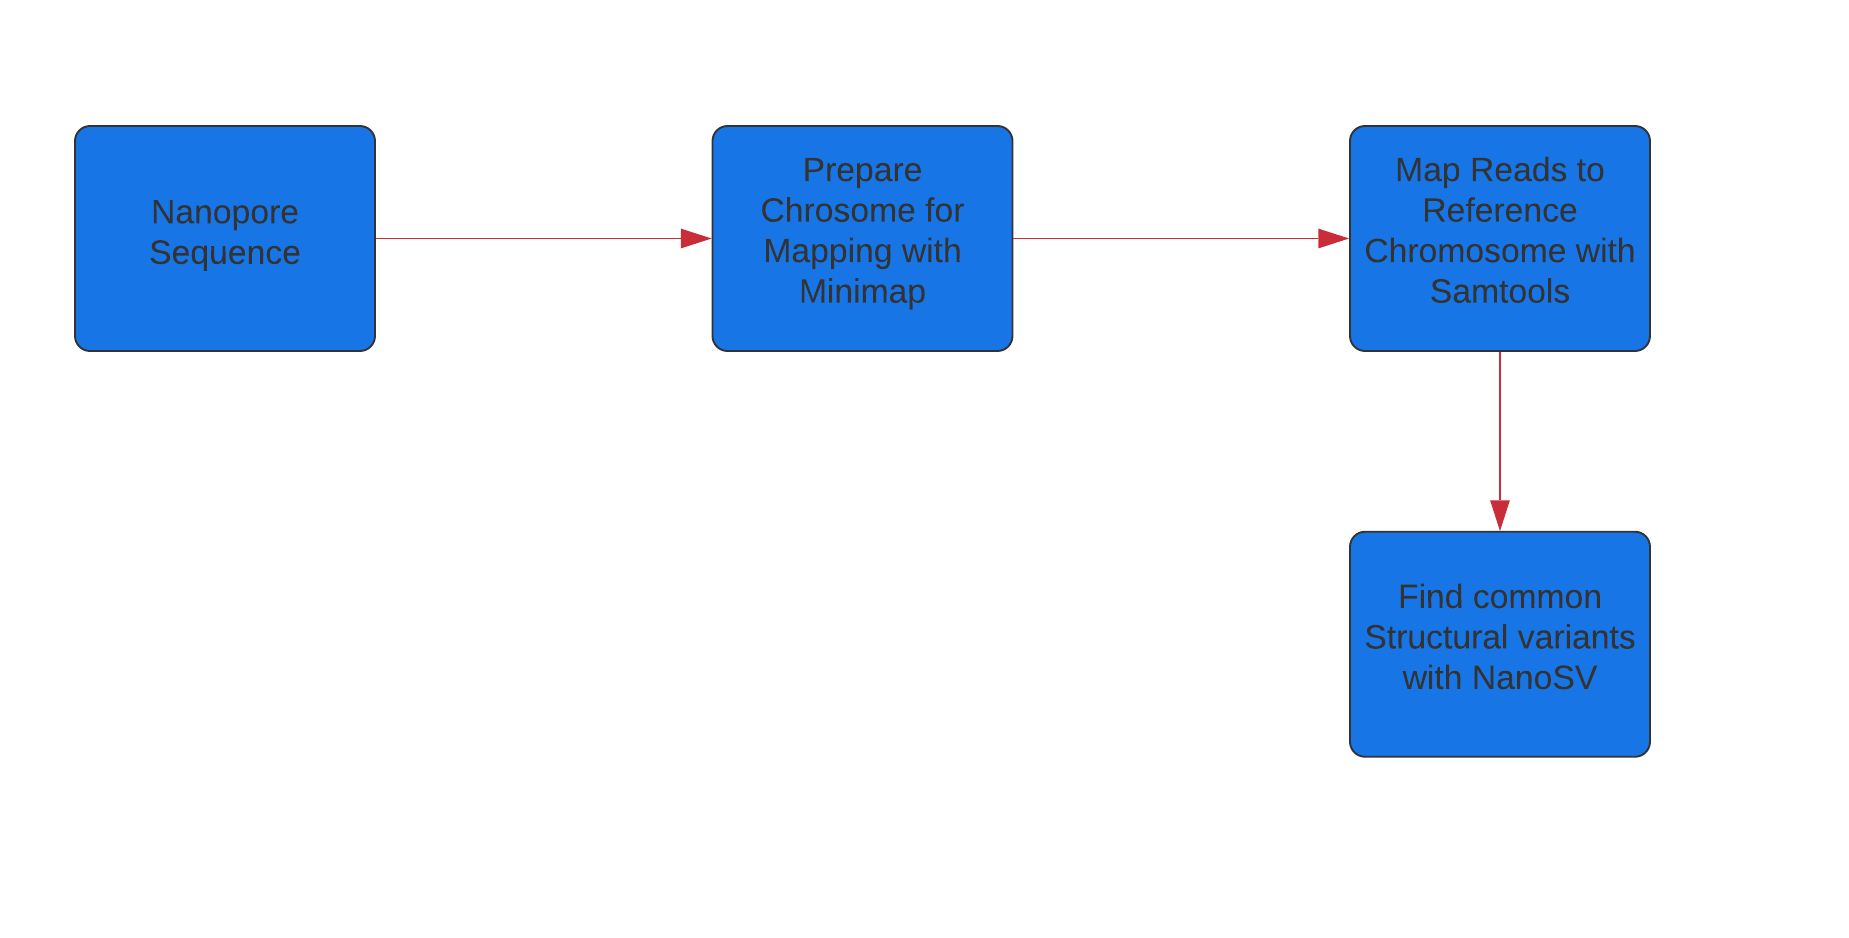 Nanopore
Sequence
Prepare
Chrosome for
Mapping with
Minimap
Map Reads to
Reference
Chromosome with
Samtools
Find common
Structural variants
with NanoSV